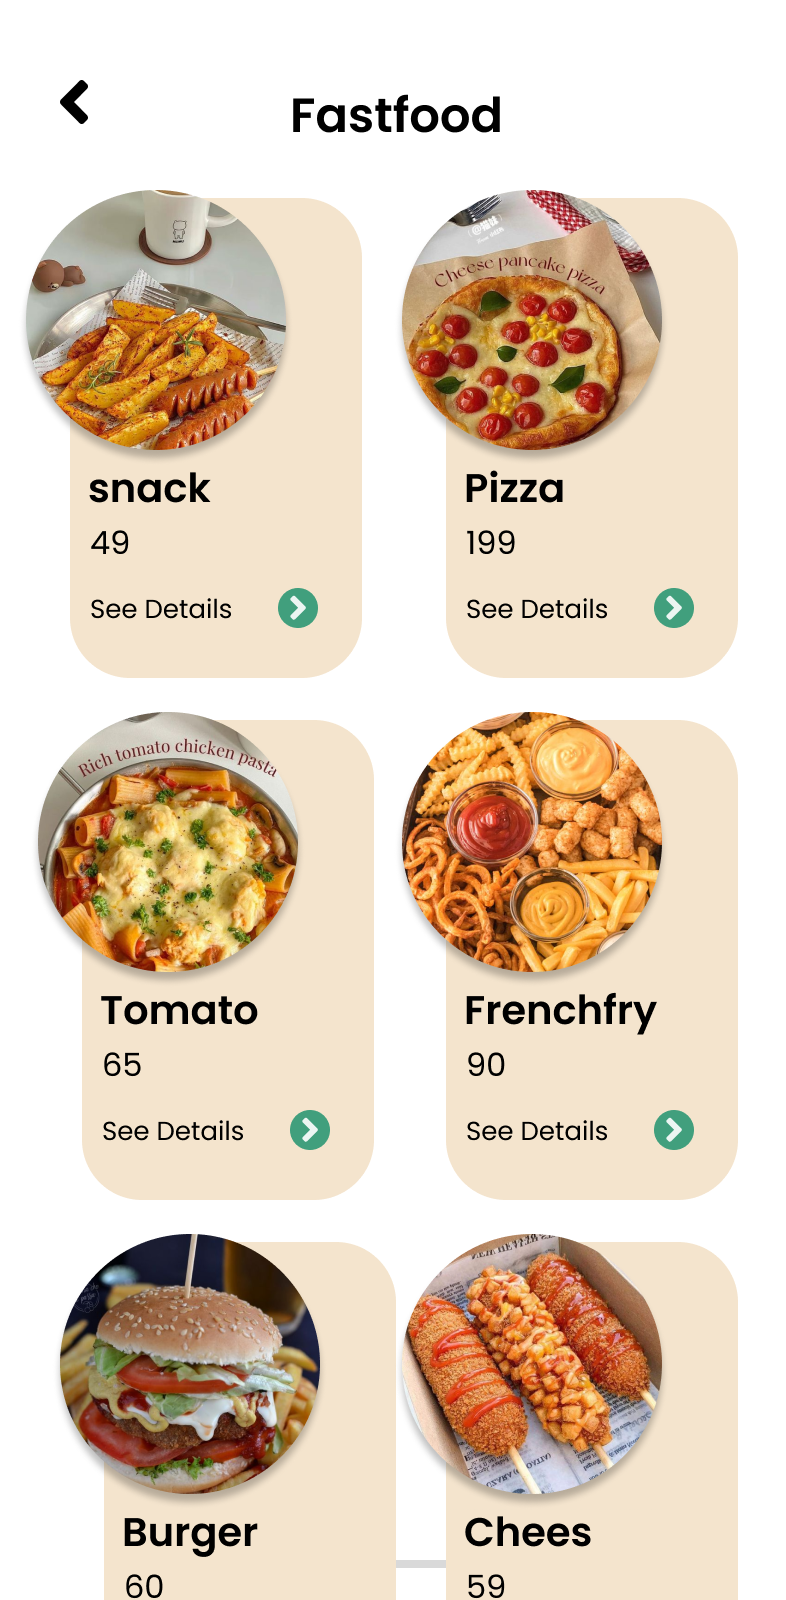 Fastfood
Cheese pancake pizza
snack
Pizza
49
199
See Details
See Details
Rich tomato chicken pasta
Tomato
Frenchfry
65
90
See Details
See Details
Burger
Chees
60
59